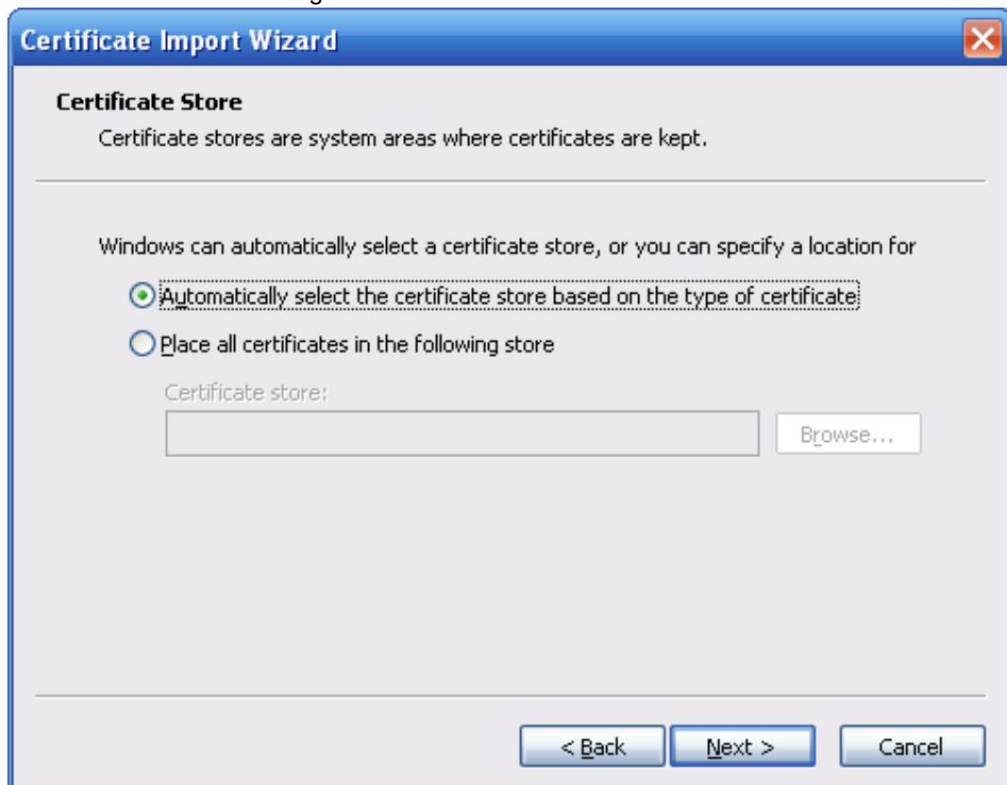 Certificate Import Wizard
Certificate Store
Certificate stores are system areas where certificates are kept.
Windows can automatically select a certificate store, or you can specify a location for
Automatically select the certificate store based on the type of certificate
Place all certificates in the following store
Certificate store:
Browse...
< Back Next > Cancel